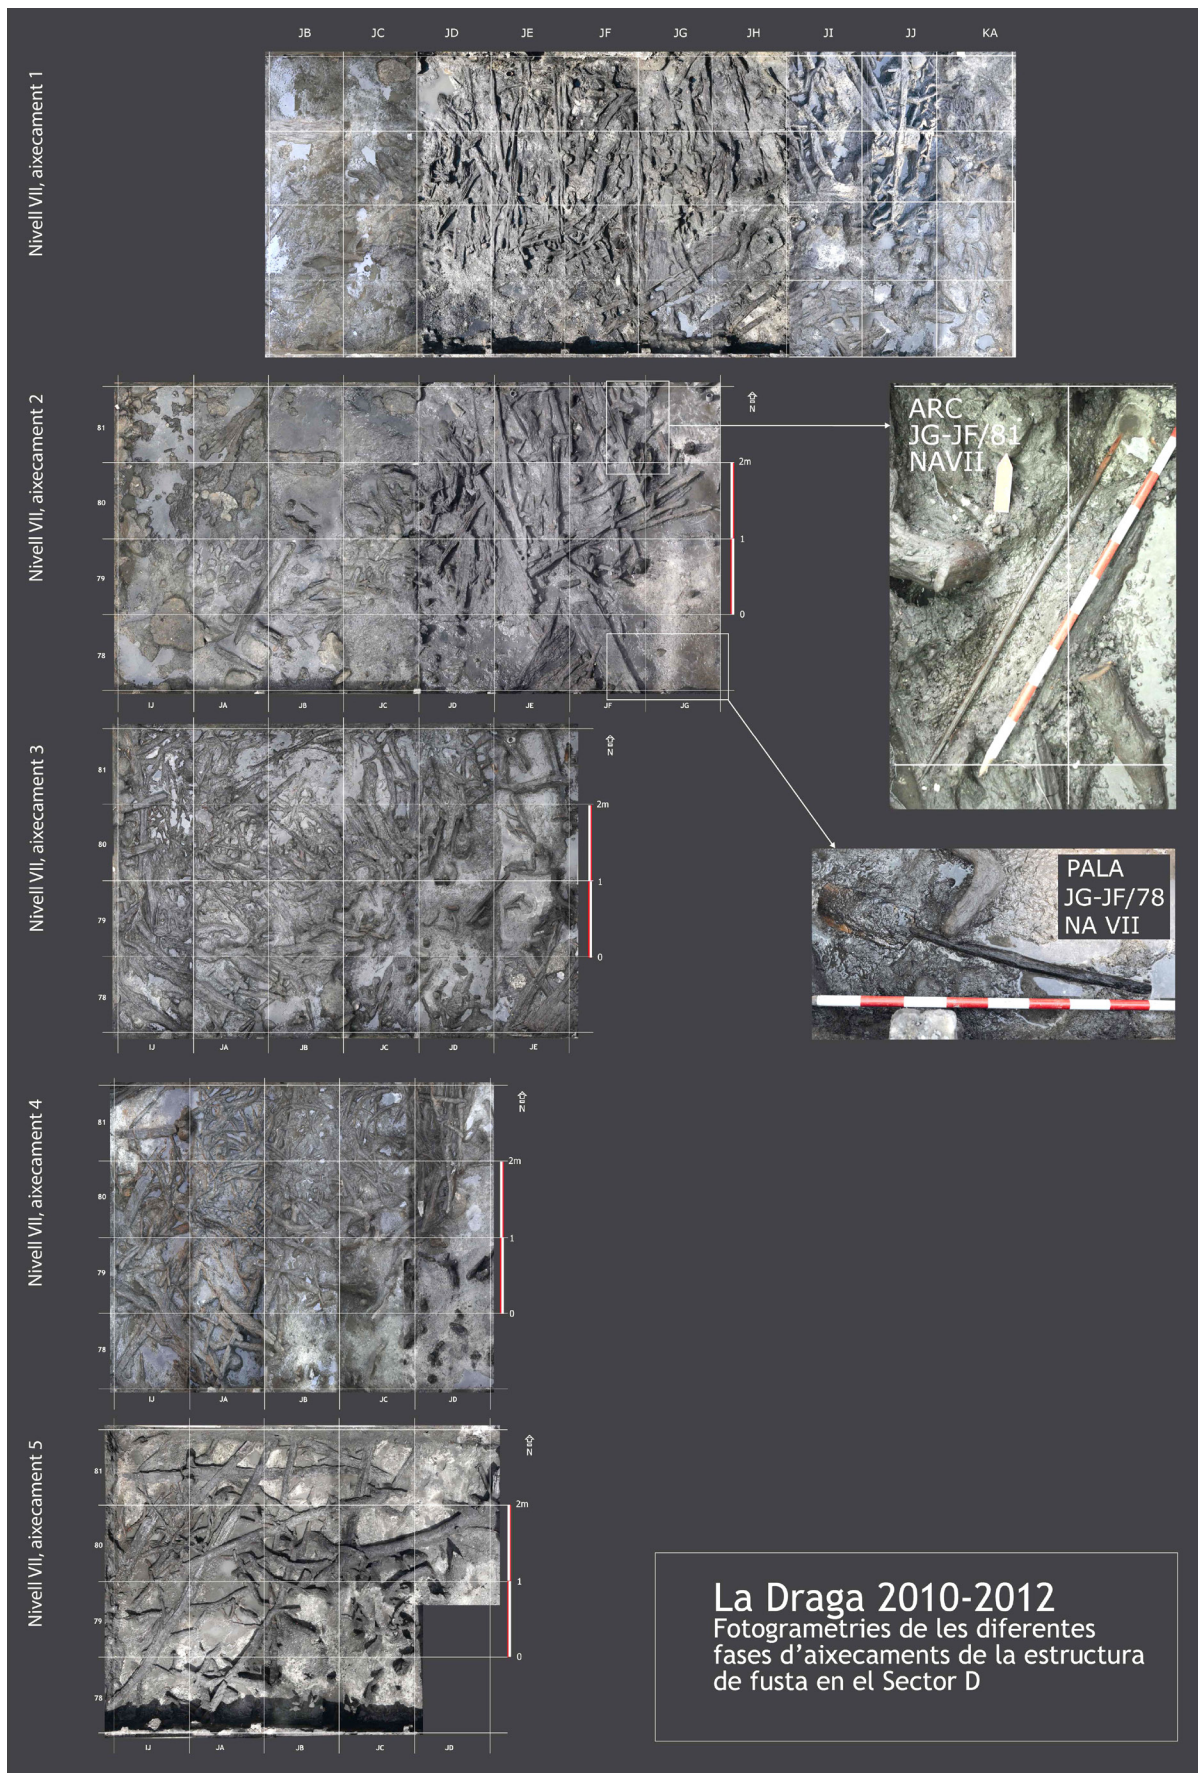 JB JC JD JE JF JG JH JI JJ KA
Nivell VII, aixecament 1
Nivell VII, aixecament 2
81
80
79
78
N
2m
1
0
IJ JA JB JC JD JE JF JG
ARC
JG-JF/81
NAVII
Nivell VII, aixecament 3
81
80
79
78
N
2m
1
0
IJ JA JB JC JD JE
PALA
JG-JF/78
NA VII
Nivell VII, aixecament 4
81
80
79
78
N
2m
1
0
IJ JA JB JC JD
Nivell VII, aixecament 5
81
80
79
78
N
2m
1
0
IJ JA JB JC JD
La Draga 2010-2012
Fotogrametries de les diferentes
fases d’aixecaments de la estructura
de fusta en el Sector D